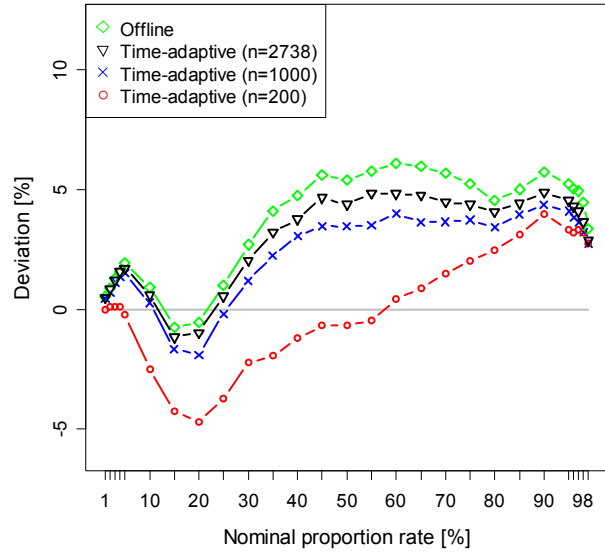 Offline
Time-adaptive (n=2738)
Time-adaptive (n=1000)
Time-adaptive (n=200)
Deviation [%]
10
5
0
-5
1 10 20 30 40 50 60 70 80 90 98
Nominal proportion rate [%]